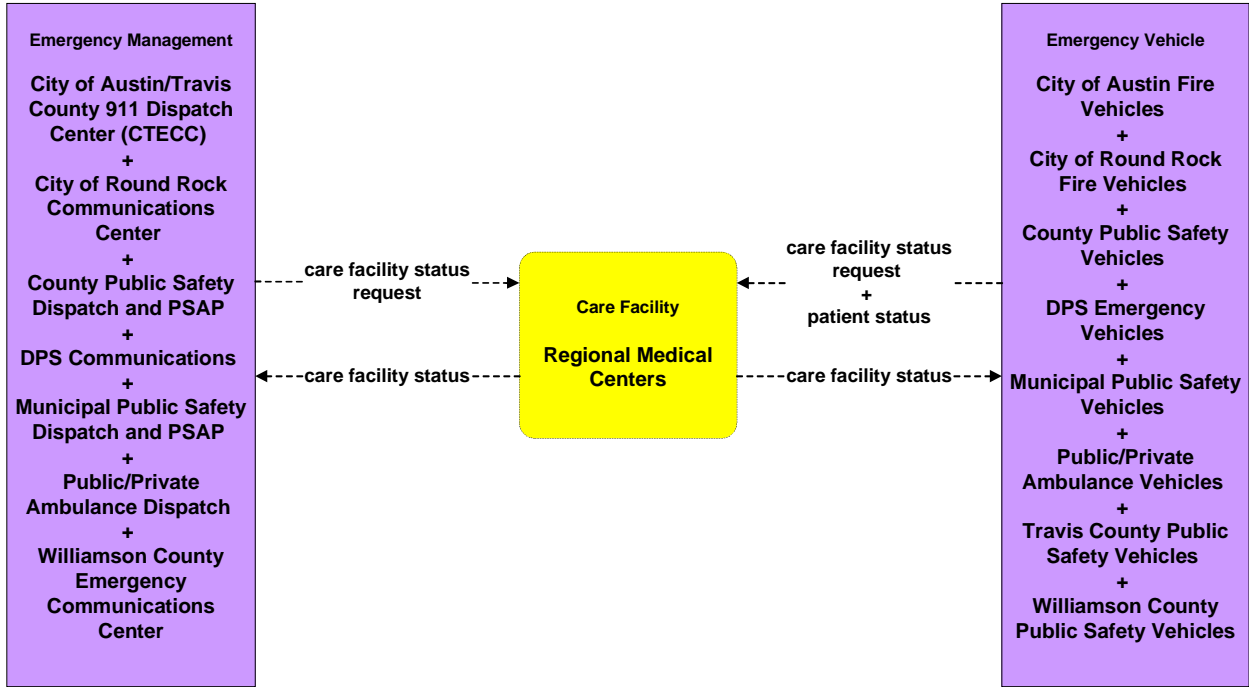 Emergency Management
City of Austin/Travis
County 911 Dispatch
Center (CTECC)
+
City of Round Rock
Communications
Center
+
County Public Safety
Dispatch and PSAP
+
DPS Communications
+
Municipal Public Safety
Dispatch and PSAP
+
Public/Private
Ambulance Dispatch
+
Williamson County
Emergency
Communications
Center
care facility status
request
care facility status
Care Facility
Regional Medical
Centers
care facility status
request
+
patient status
care facility status
Emergency Vehicle
City of Austin Fire
Vehicles
+
City of Round Rock
Fire Vehicles
+
County Public Safety
Vehicles
+
DPS Emergency
Vehicles
+
Municipal Public Safety
Vehicles
+
Public/Private
Ambulance Vehicles
+
Travis County Public
Safety Vehicles
+
Williamson County
Public Safety Vehicles